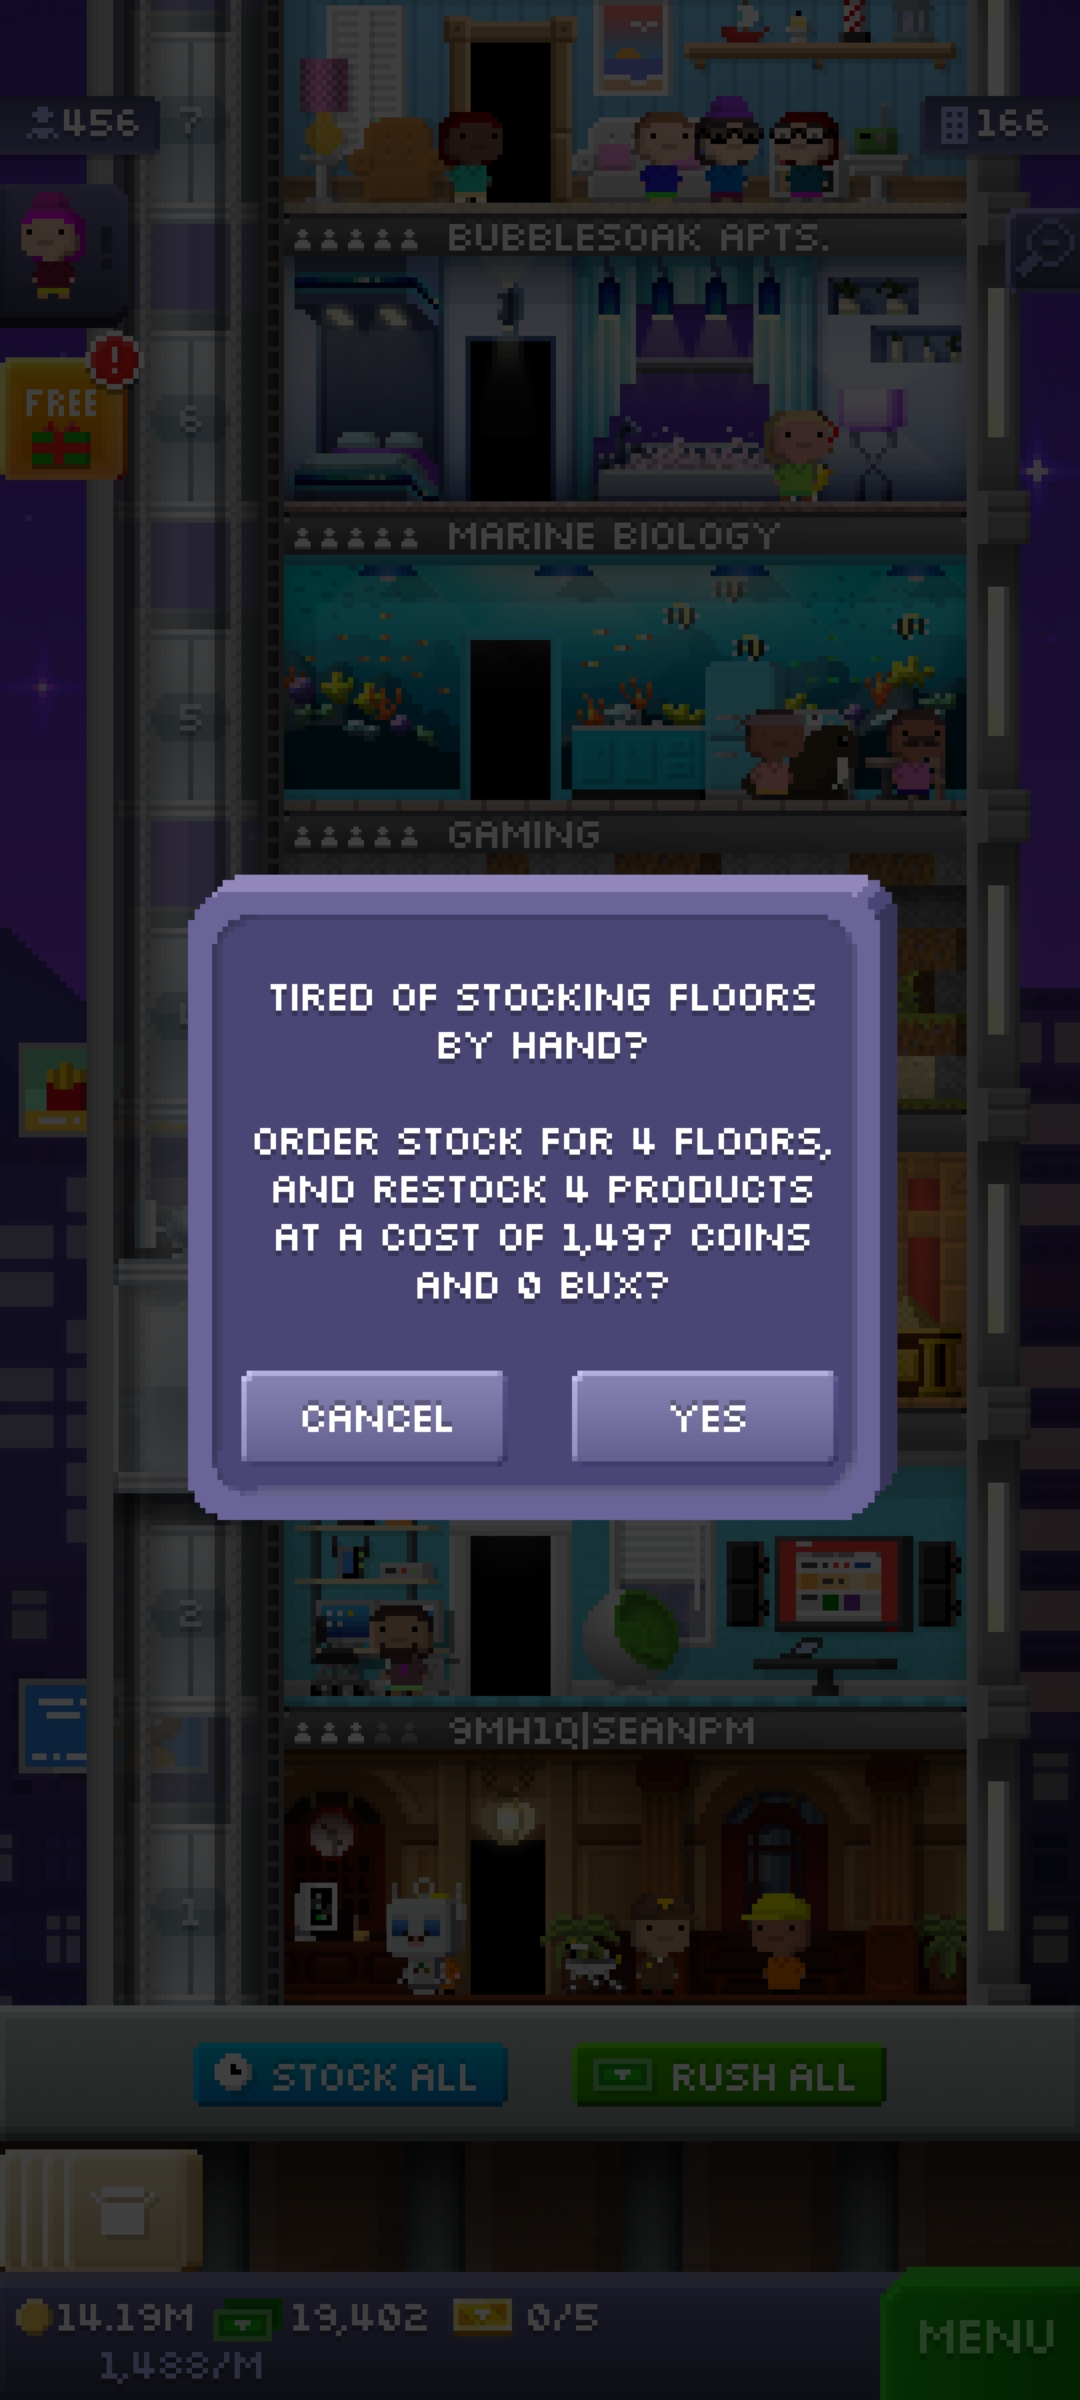 7
456
166
BUBBLESOAK APTS.
FREE
!
6
MARINE BIOLOGY
5
GAMING
TIRED OF STOCKING FLOORS
BY HAND?
ORDER STOCK FOR 4 FLOORS,
AND RESTOCK 4 PRODUCTS
AT A COST OF 1,497 COINS
AND 0 BUX?
CANCEL
YES
2
9MH1Q|SEANPM
1
STOCK ALL
RUSH ALL
14.19M
19,402
0/5
1,488/M
MENU